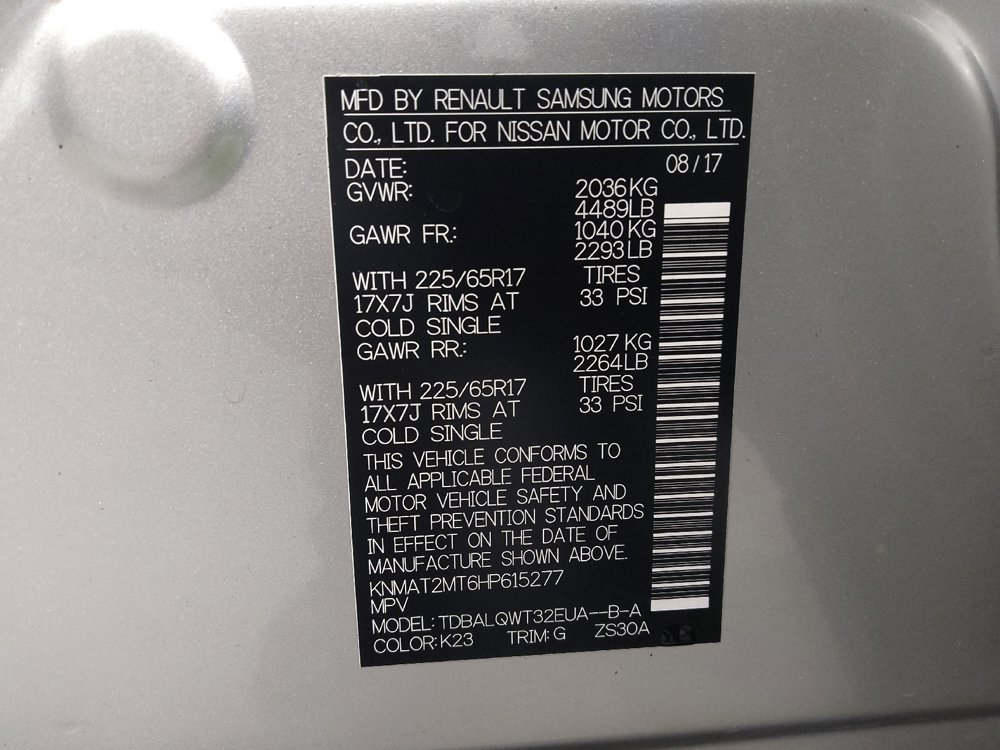 MFD BY RENAULT SAMSUNG MOTORS
CO., LTD. FOR NISSAN MOTOR CO., LTD.
DATE: 08/17
GVWR: 2036KG
4489LB
GAWR FR.: 1040KG
2293LB
WITH 225/65R17 TIRES
17X7J RIMS AT 33 PSI
COLD SINGLE
GAWR RR.: 1027KG
2264LB
WITH 225/65R17 TIRES
17X7J RIMS AT 33 PSI
COLD SINGLE
THIS VEHICLE CONFORMS TO
ALL APPLICABLE FEDERAL
MOTOR VEHICLE SAFETY AND
THEFT PREVENTION STANDARDS
IN EFFECT ON THE DATE OF
MANUFACTURE SHOWN ABOVE.
KNMAT2MT6HP615277
MPV
MODEL: TDBALQWT32EUA--B-A
COLOR: K23 TRIM: G ZS30A